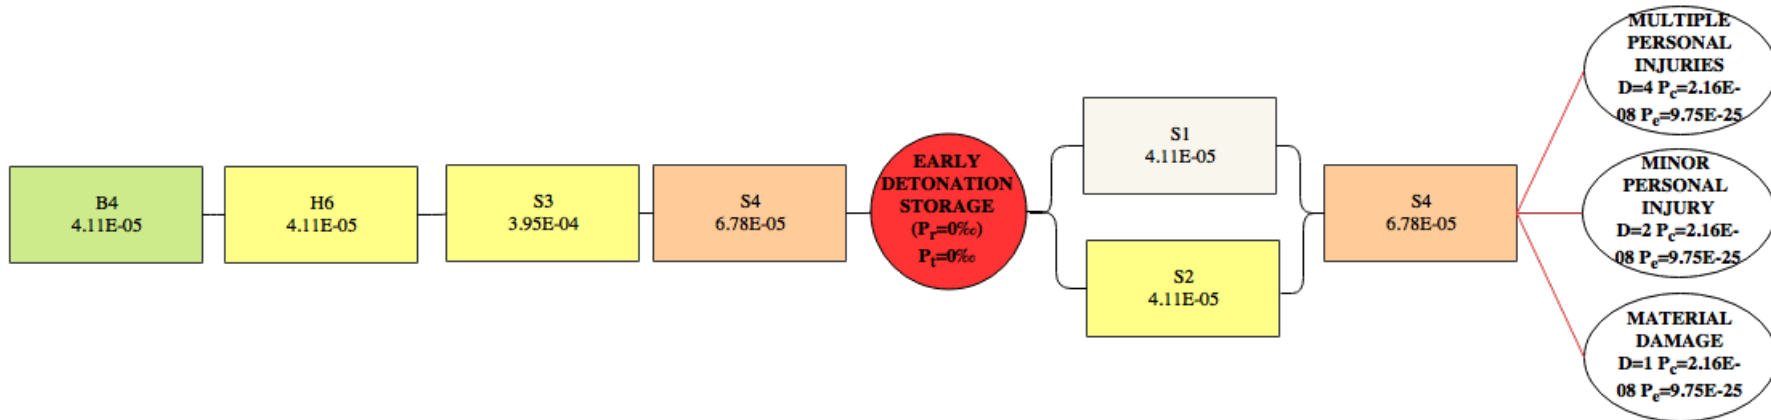 B4
4.11E-05
H6
4.11E-05
S3
3.95E-04
S4
6.78E-05
EARLY
DETONATION
STORAGE
(Pr=0‰)
Pt=0‰
S1
4.11E-05
S2
4.11E-05
S4
6.78E-05
MULTIPLE
PERSONAL
INJURIES
D=4 Pc=2.16E-
08 Pe=9.75E-25
MINOR
PERSONAL
INJURY
D=2 Pc=2.16E-
08 Pe=9.75E-25
MATERIAL
DAMAGE
D=1 Pc=2.16E-
08 Pe=9.75E-25